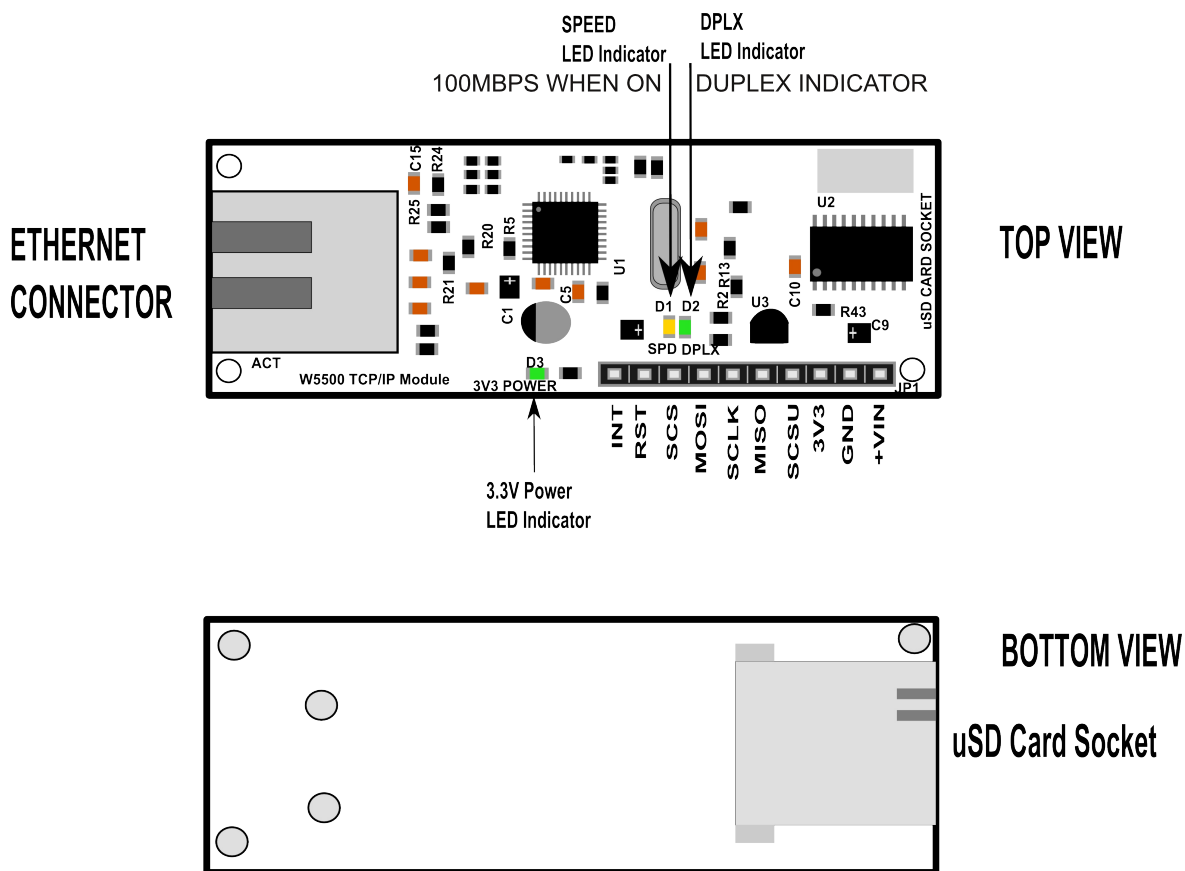 SPEED
LED Indicator
100MBPS WHEN ON
DPLX
LED Indicator
DUPLEX INDICATOR
ETHERNET
CONNECTOR
TOP VIEW
C15
R24
R25
R20
R5
R21
U1
C1
C5
D1 D2
SPD DPLX
R2
R13
U3
C10
U2
R43
C9
uSD CARD SOCKET
ACT
W5500 TCP/IP Module
D3
3V3 POWER
JP1
INT
RST
SCS
MOSI
SCLK
MISO
SCSU
3V3
GND
+VIN
3.3V Power
LED Indicator
BOTTOM VIEW
uSD Card Socket